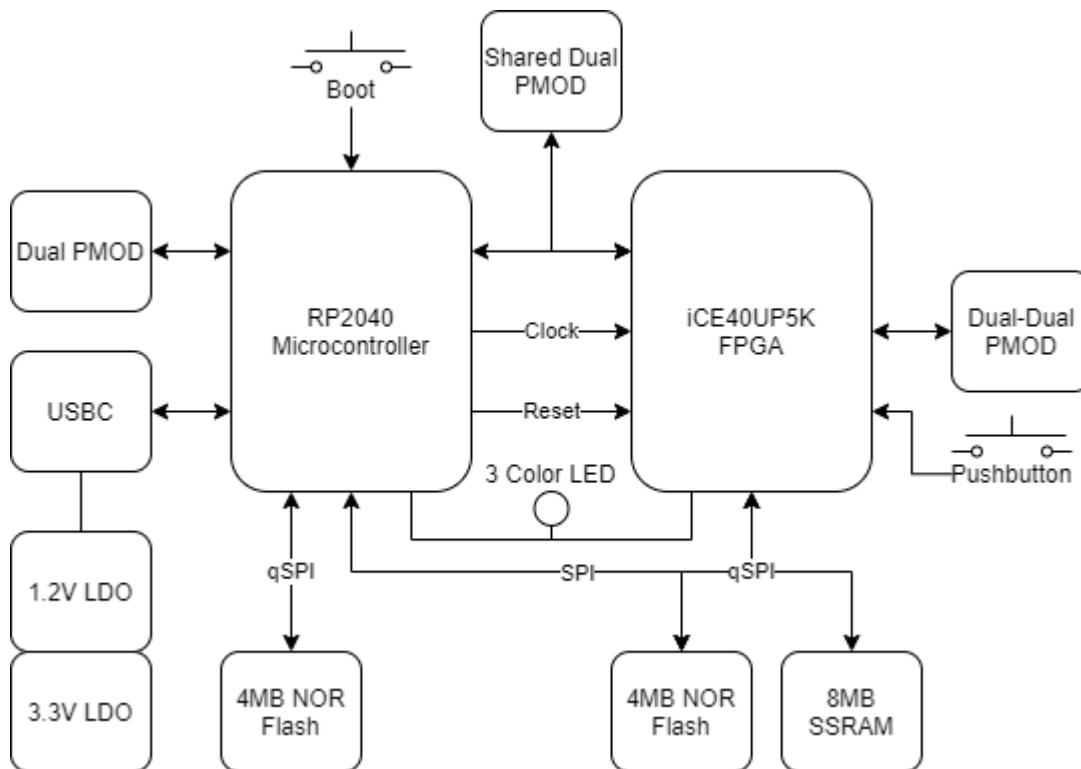 Boot
Shared Dual
PMOD
Dual PMOD
RP2040
Microcontroller
Clock
iCE40UP5K
FPGA
Dual-Dual
PMOD
USBC
Reset
3 Color LED
Pushbutton
1.2V LDO
qSPI
SPI
qSPI
3.3V LDO
4MB NOR
Flash
4MB NOR
Flash
8MB
SSRAM